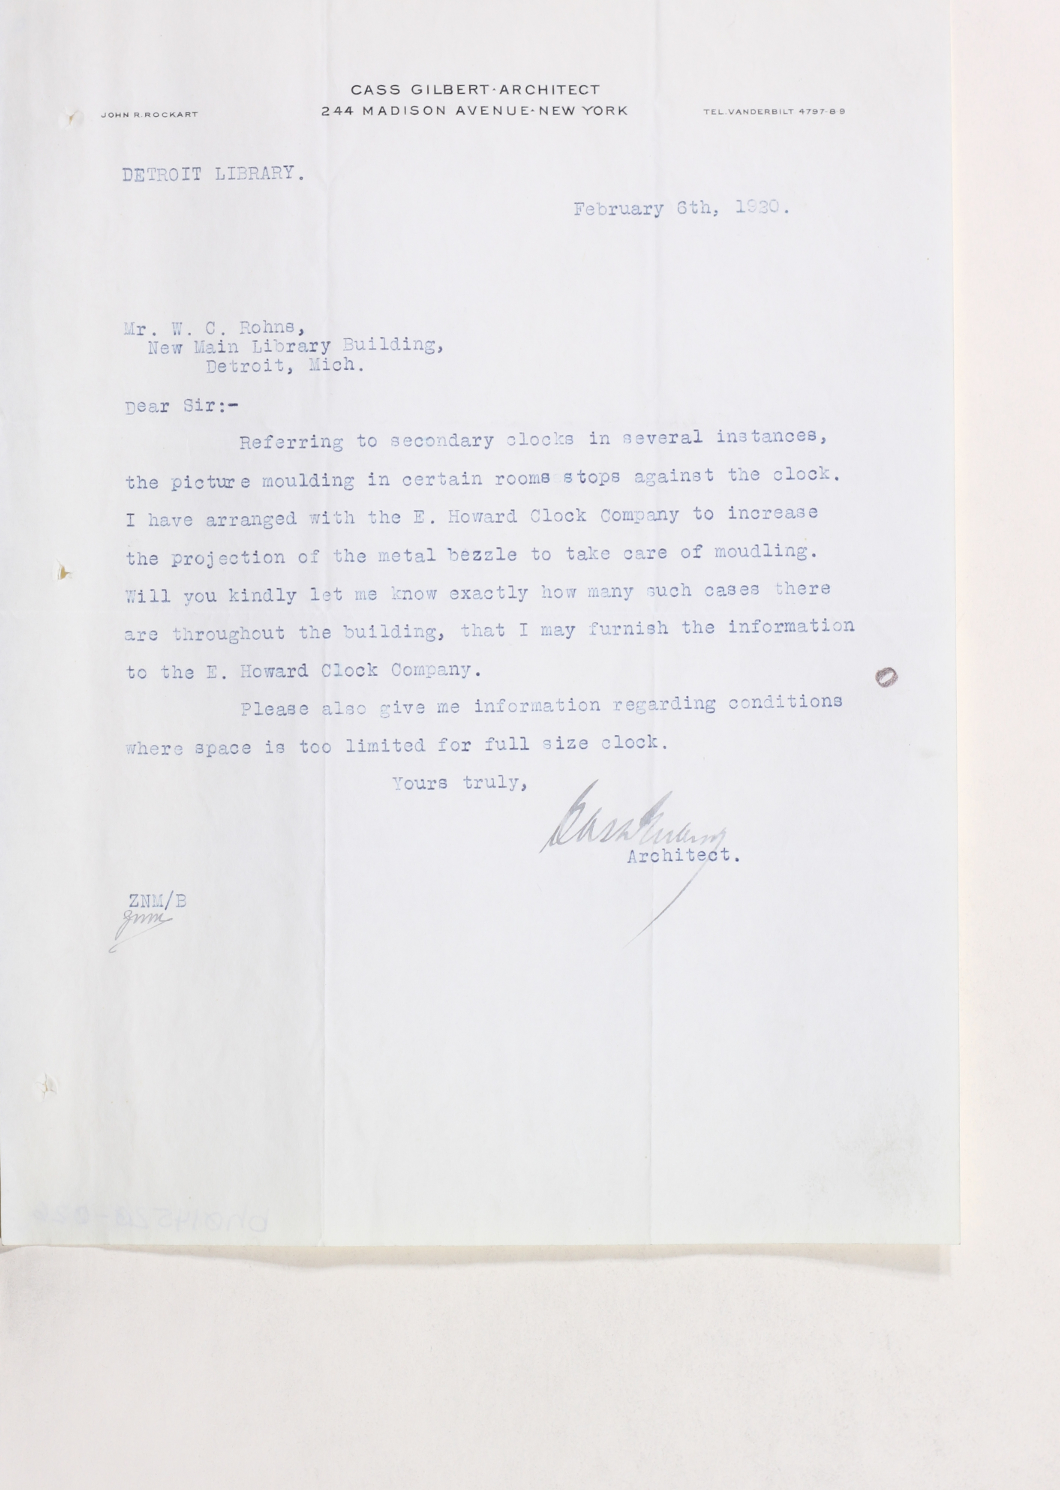 CASS GILBERT·ARCHITECT
244 MADISON AVENUE·NEW YORK
JOHN R. ROCKART
TEL. VANDERBILT 4797-8 9
DETROIT LIBRARY.
February 6th, 1920.
Mr. W. C. Rohns,
New Main Library Building,
Detroit, Mich.
Dear Sir:-
Referring to secondary clocks in several instances,
the picture moulding in certain rooms stops against the clock.
I have arranged with the E. Howard Clock Company to increase
the projection of the metal bezzle to take care of moudling.
Will you kindly let me know exactly how many such cases there
are throughout the building, that I may furnish the information
to the E. Howard Clock Company.
Please also give me information regarding conditions
where space is too limited for full size clock.
Yours truly,
Cass Gilbert
Architect.
ZNM/B